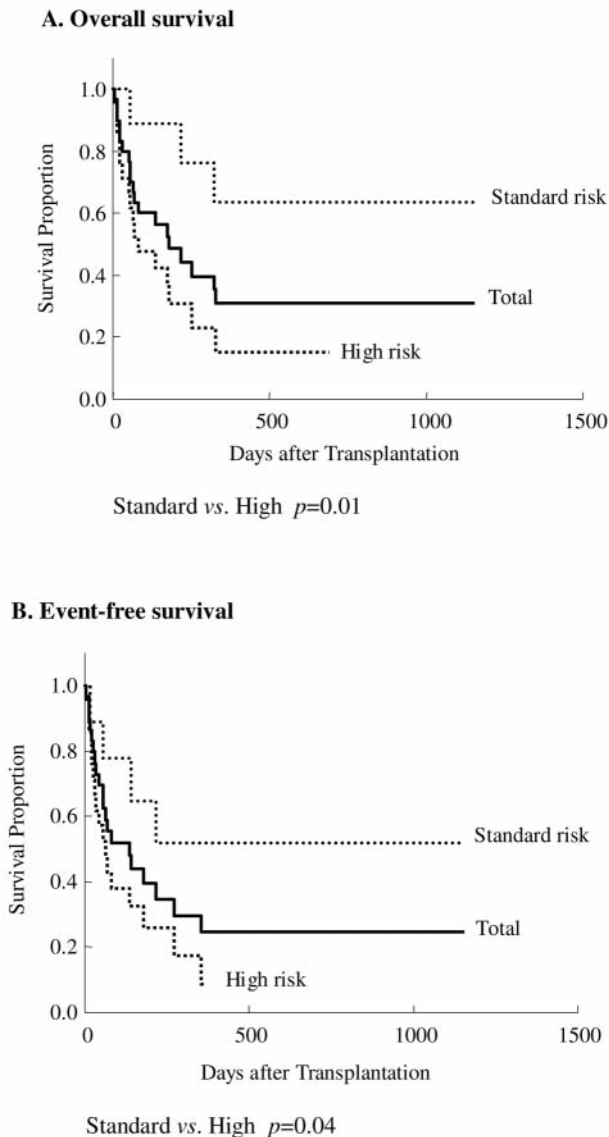 A. Overall survival
1.0
0.8
0.6
0.4
0.2
0.0
Survival Proportion
Standard risk
Total
High risk
0 500 1000 1500
Days after Transplantation
Standard vs. High p=0.01
B. Event-free survival
1.0
0.8
0.6
0.4
0.2
0.0
Survival Proportion
Standard risk
Total
High risk
0 500 1000 1500
Days after Transplantation
Standard vs. High p=0.04